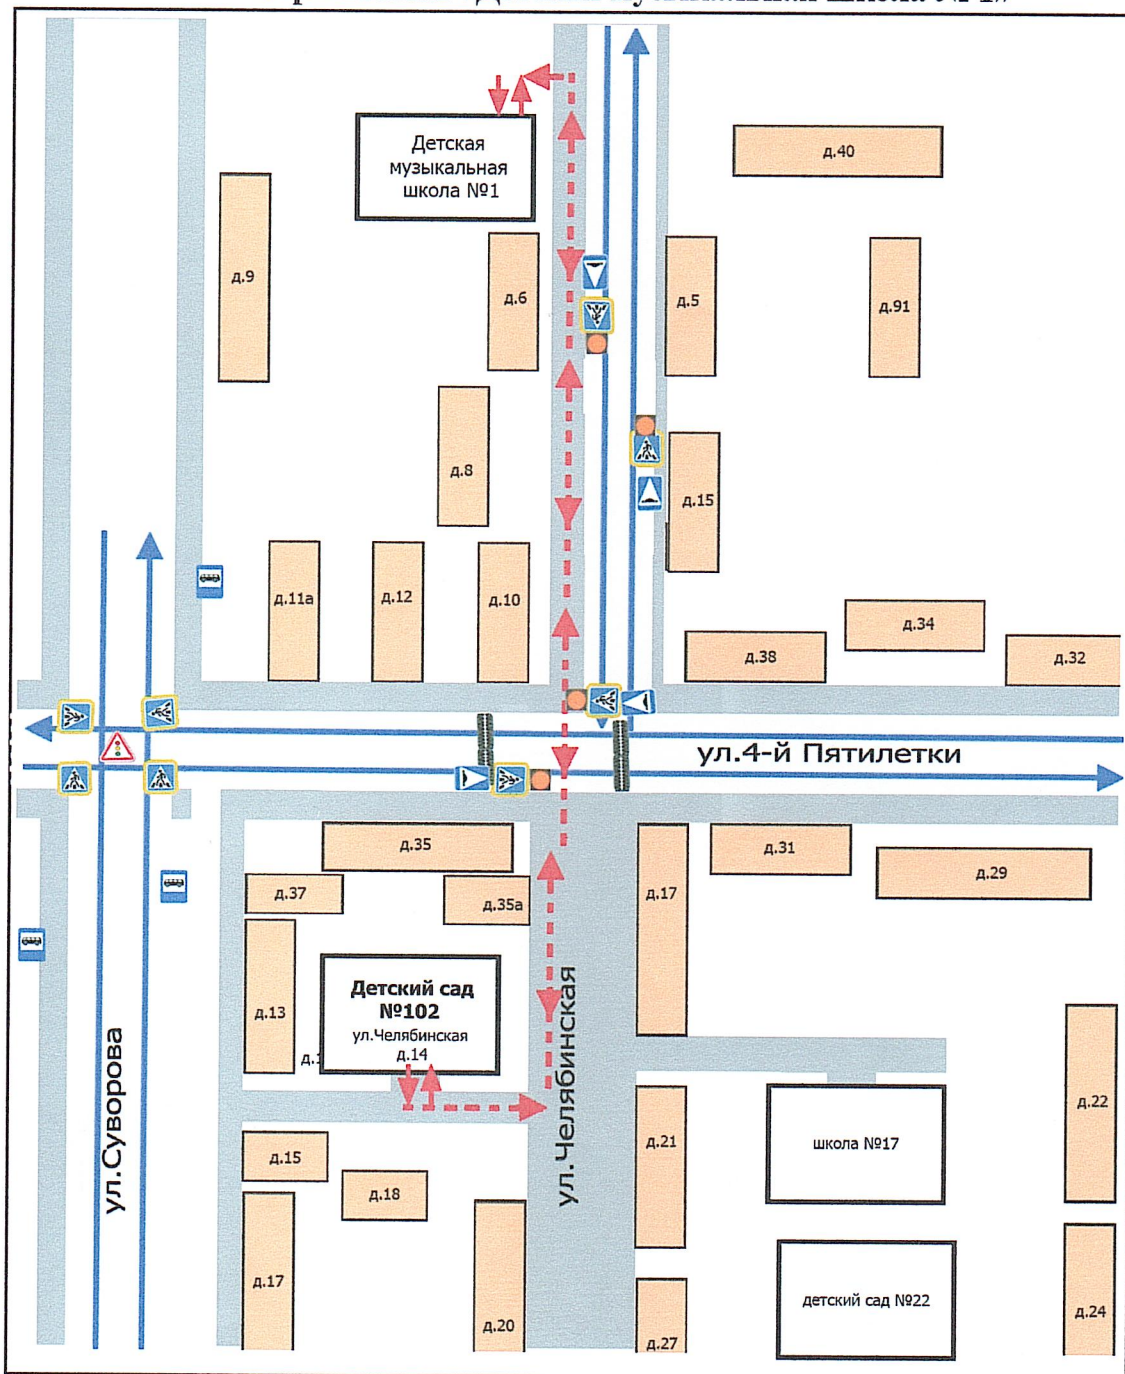 Детская
музыкальная
школа №1
д.40
д.9
д.6
д.5
д.91
д.8
д.15
д.11а
д.12
д.10
д.34
д.38
д.32
ул.4-й Пятилетки
д.35
д.31
д.29
д.37
д.35а
д.17
Детский сад
№102
ул.Челябинская
д.14
д.13
д.1
ул.Суворова
ул.Челябинская
д.22
д.21
школа №17
д.15
д.18
д.17
д.20
детский сад №22
д.24
д.27